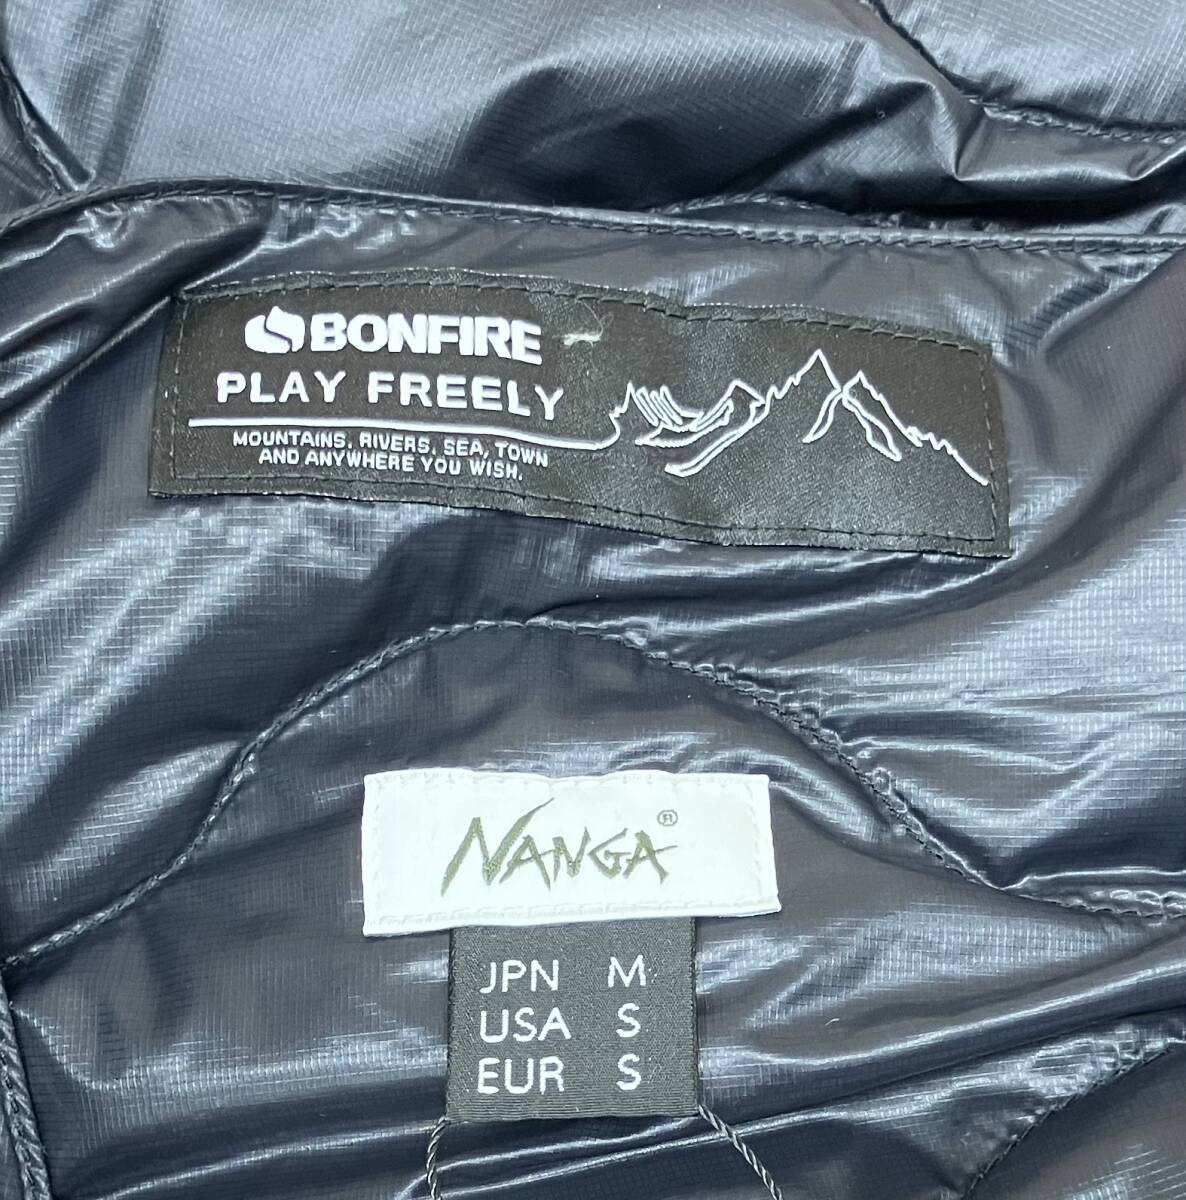 BONFIRE
PLAY FREELY
MOUNTAINS, RIVERS, SEA, TOWN
AND ANYWHERE YOU WISH.
NANGA®
JPN M
USA S
EUR S